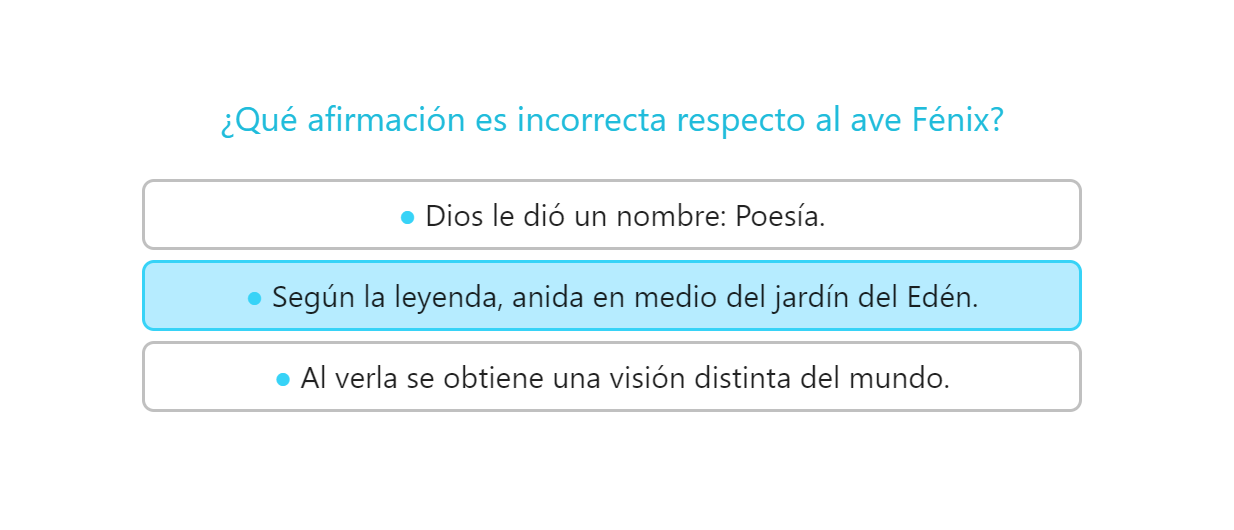 ¿Qué afirmación es incorrecta respecto al ave Fénix?
• Dios le dió un nombre: Poesía.
• Según la leyenda, anida en medio del jardín del Edén.
• Al verla se obtiene una visión distinta del mundo.